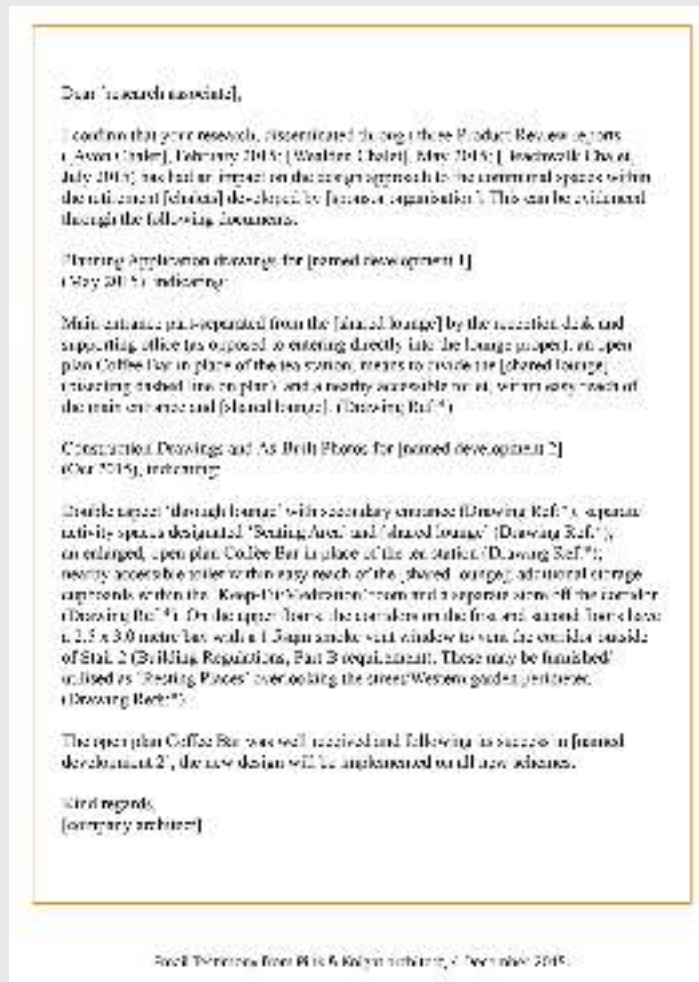 Dear [research associate],
I confirm that your research, disseminated through three Product Review reports
([Avon Chalet], February 2015; [Wealden Chalet], May 2015; [Beachwalk Chalet],
July 2015) has had an impact on the design approach to the communal spaces within
the retirement [chalets] developed by [sponsor organisation]. This can be evidenced
through the following documents.
Planning Application drawings for [named development 1]
(May 2015), indicating:
Main entrance part-separated from the [shared lounge] by the reception desk and
supporting office (as opposed to entering directly into the lounge proper), an open
plan Coffee Bar in place of the tea station, means to divide the [shared lounge]
(bisecting dashed line on plan) and a nearby accessible toilet, within easy reach of
the main entrance and [shared lounge]. (Drawing Ref:*)
Construction Drawings and As Built Photos for [named development 2]
(Oct 2015), indicating:
Double aspect 'through lounge' with secondary entrance (Drawing Ref:*); separate
activity spaces designated 'Seating Area' and [shared lounge] (Drawing Ref:*);
an enlarged, open plan Coffee Bar in place of the tea station (Drawing Ref:*);
nearby accessible toilet within easy reach of the [shared lounge]; additional storage
cupboards within the 'Keep-Fit/Meditation' room and a separate store off the corridor
(Drawing Ref:*). On the upper floors, the corridors on the first and second floors have
a 2.5 x 3.0 metre bay with a 1.5sqm smoke vent window to vent the corridor outside
of Stair 2 (Building Regulations, Part B requirement). These may be furnished/
utilised as 'Resting Places' overlooking the street/Western garden perimeter.
(Drawing Refs:*)
The open plan Coffee Bar was well received and following its success in [named
development 2], the new design will be implemented on all new schemes.
Kind regards,
[company architect]
Email Testimony from & Knight architect, 4 December 2015.